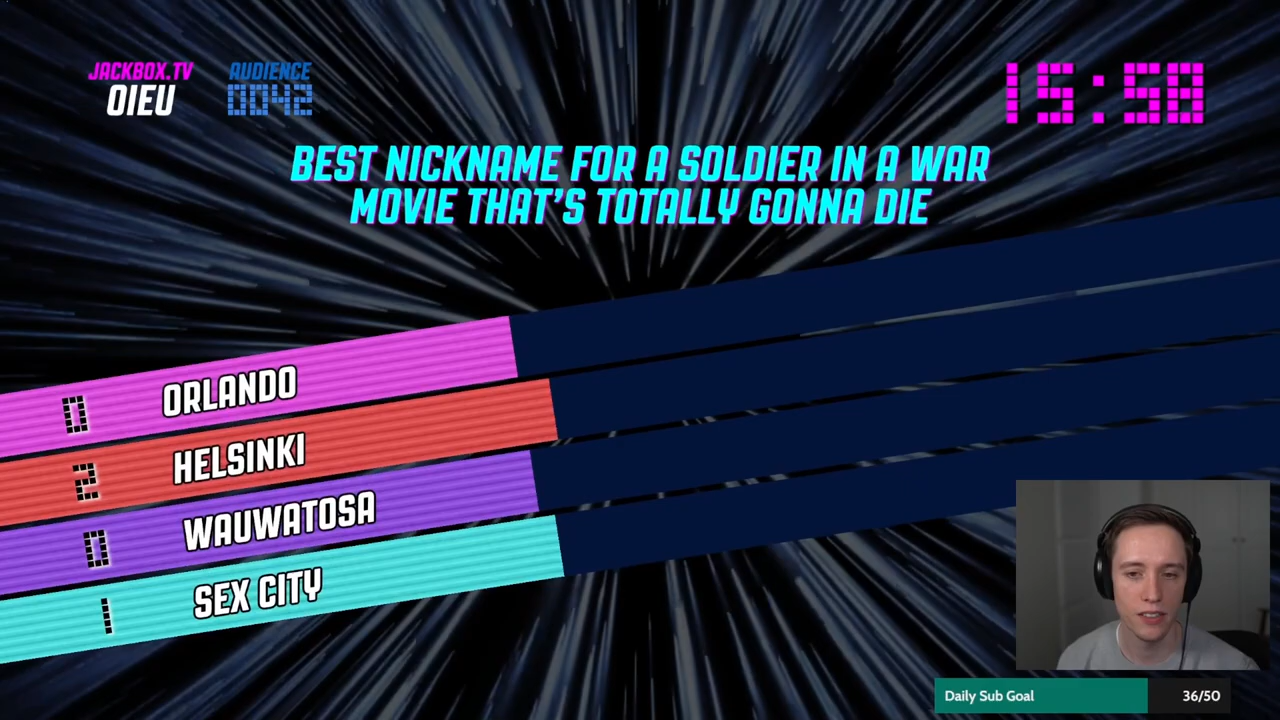 JACKBOX.TV
OIEU
AUDIENCE
0042
15:58
BEST NICKNAME FOR A SOLDIER IN A WAR
MOVIE THAT'S TOTALLY GONNA DIE
0 ORLANDO
2 HELSINKI
0 WAUWATOSA
1 SEX CITY
Daily Sub Goal 36/50